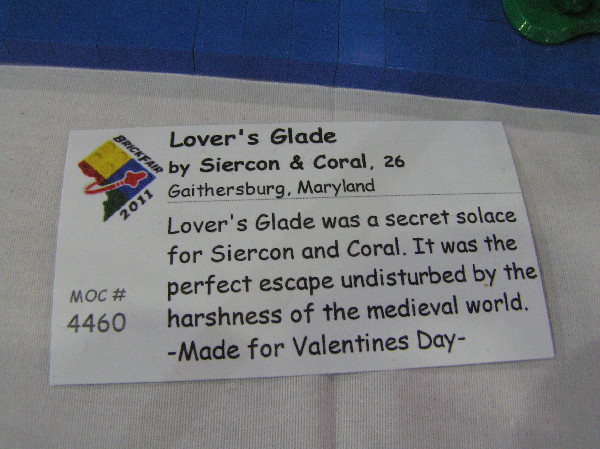 BRICKFAIR
2011
Lover's Glade
by Siercon & Coral, 26
Gaithersburg, Maryland
Lover's Glade was a secret solace
for Siercon and Coral. It was the
perfect escape undisturbed by the
harshness of the medieval world.
-Made for Valentines Day-
MOC #
4460